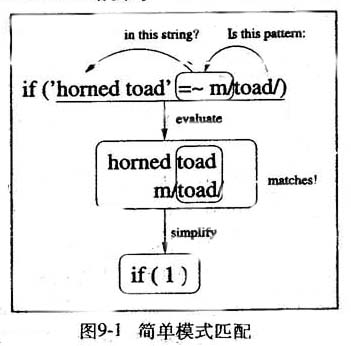 in this string? Is this pattern:
if ('horned toad' =~ m/toad/)
evaluate
horned toad
m/toad/
matches!
simplify
if ( 1 )
图9-1 简单模式匹配